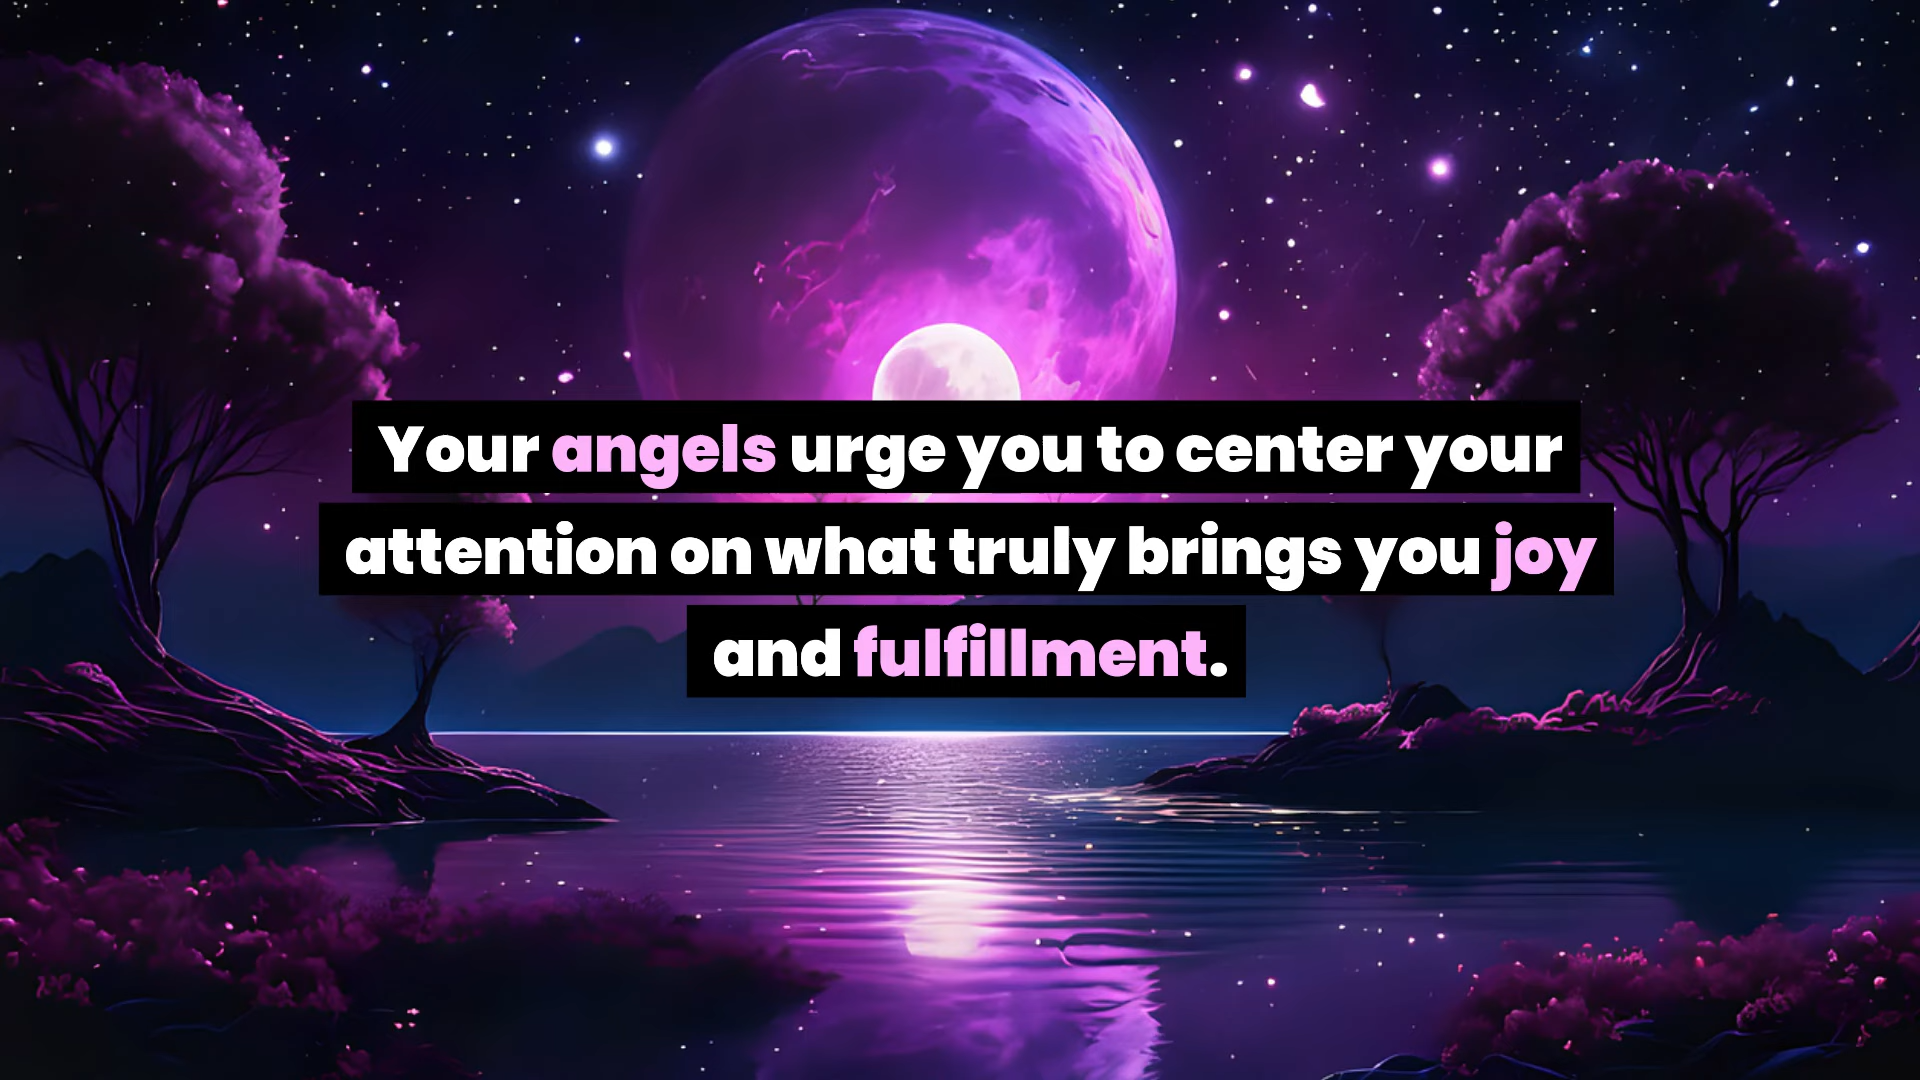 Your angels urge you to center your
attention on what truly brings you joy
and fulfillment.